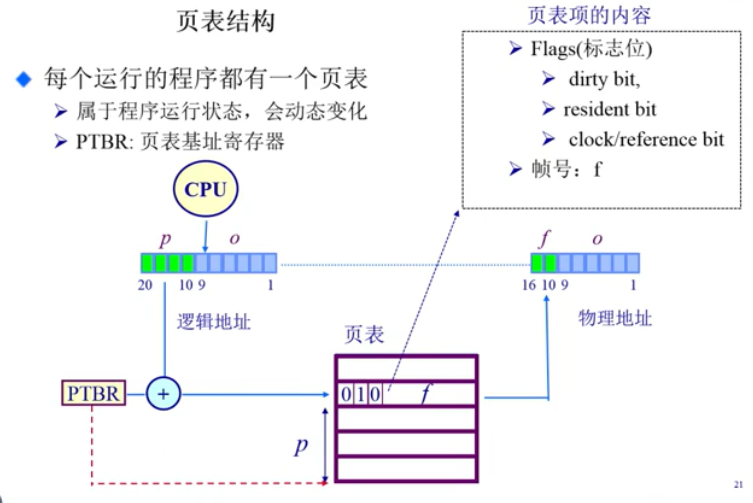 页表结构
页表项的内容
Flags(标志位)
dirty bit,
resident bit
clock/reference bit
帧号：f
每个运行的程序都有一个页表
属于程序运行状态，会动态变化
PTBR: 页表基址寄存器
CPU
p o
20 10 9 1
逻辑地址
f o
16 10 9 1
物理地址
页表
PTBR
+
0 1 0 f
p
21